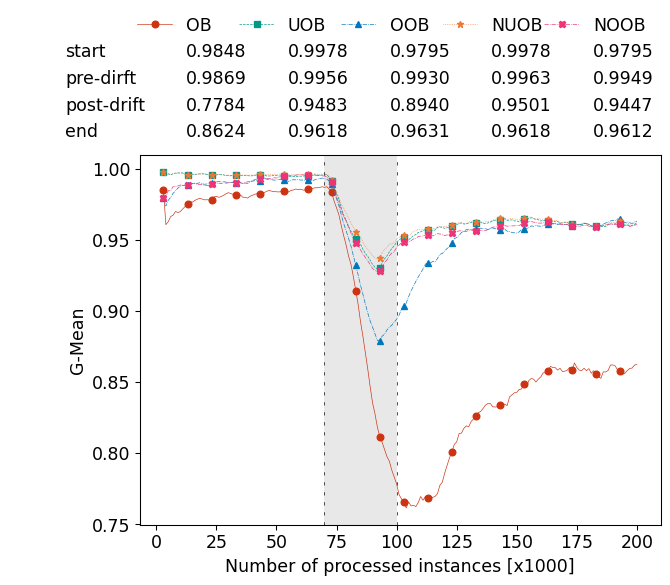 OB UOB OOB NUOB NOOB
start 0.9848 0.9978 0.9795 0.9978 0.9795
pre-dirft 0.9869 0.9956 0.9930 0.9963 0.9949
post-drift 0.7784 0.9483 0.8940 0.9501 0.9447
end 0.8624 0.9618 0.9631 0.9618 0.9612
1.00
0.95
0.90
0.85
0.80
0.75
G-Mean
0 25 50 75 100 125 150 175 200
Number of processed instances [x1000]